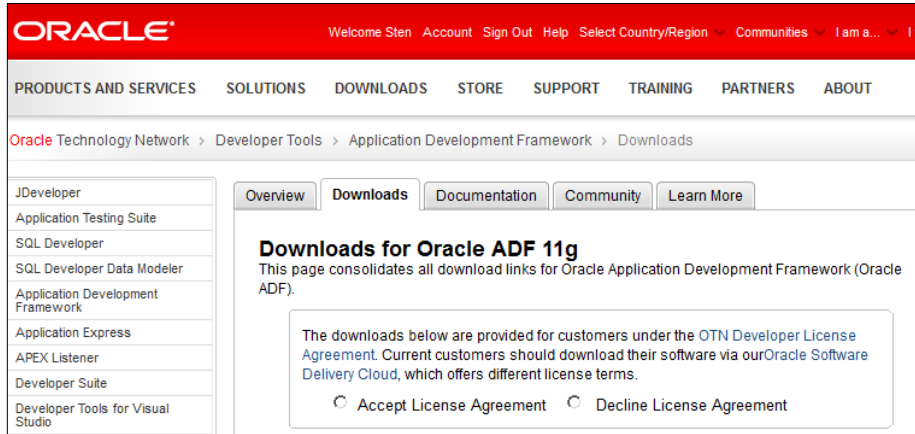 ORACLE
Welcome Sten Account Sign Out Help Select Country/Region Communities I am a... I
PRODUCTS AND SERVICES SOLUTIONS DOWNLOADS STORE SUPPORT TRAINING PARTNERS ABOUT
Oracle Technology Network > Developer Tools > Application Development Framework > Downloads
JDeveloper
Application Testing Suite
SQL Developer
SQL Developer Data Modeler
Application Development
Framework
Application Express
APEX Listener
Developer Suite
Developer Tools for Visual
Studio
Overview Downloads Documentation Community Learn More
Downloads for Oracle ADF 11g
This page consolidates all download links for Oracle Application Development Framework (Oracle
ADF).
The downloads below are provided for customers under the OTN Developer License
Agreement. Current customers should download their software via ourOracle Software
Delivery Cloud, which offers different license terms.
Accept License Agreement Decline License Agreement